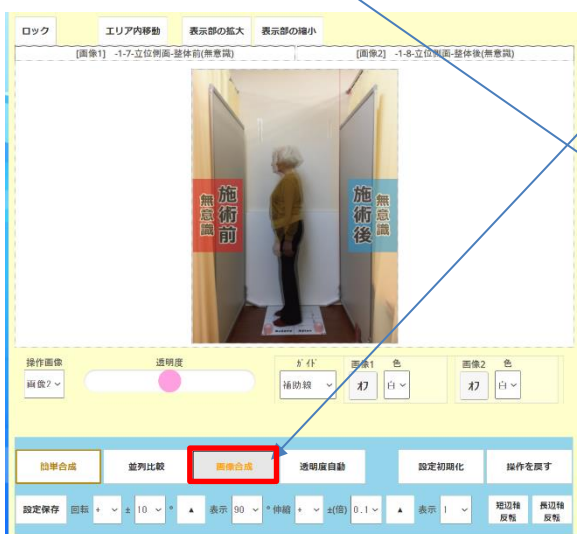 ロック エリア内移動 表示部の拡大 表示部の縮小
[画像1] -1-7-立位側面-整体前(無意識) [画像2] -1-8-立位側面-整体後(無意識)
施術前
無意識
施術後
無意識
操作画像 透明度 ガイド 画像1 色 画像2 色
画像2 補助線 オフ 白 オフ 白
簡単合成 並列比較 画像合成 透明度自動 設定初期化 操作を戻す
設定保存 回転 + ± 10 ° ▲ 表示 90 ° 伸縮 + ±(倍) 0.1 ▲ 表示 1 短辺軸反転 長辺軸反転